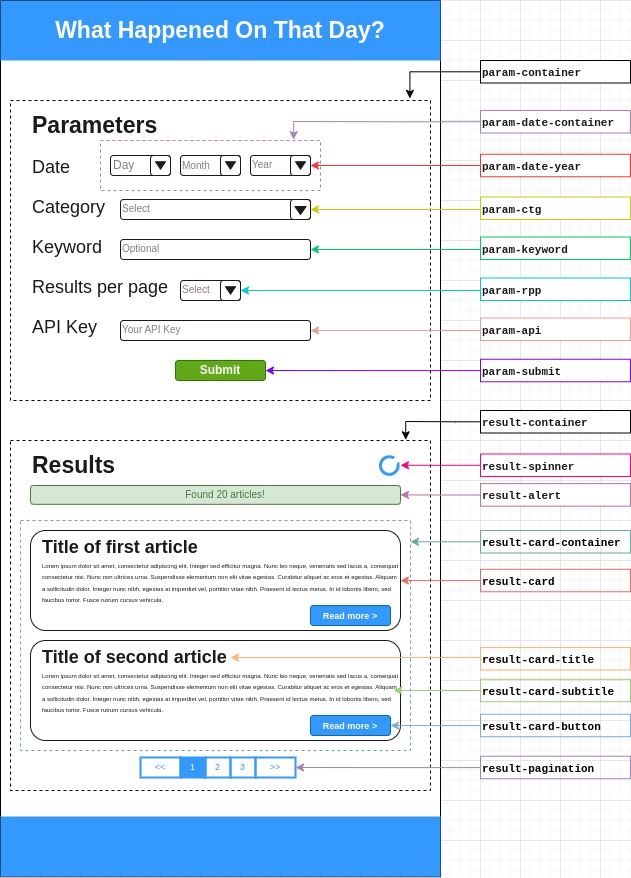 What Happened On That Day?
param-container
Parameters
param-date-container
Date
Day
Month
Year
param-date-year
Category
Select
param-ctg
Keyword
Optional
param-keyword
Results per page
Select
param-rpp
API Key
Your API Key
param-api
Submit
param-submit
result-container
Results
result-spinner
Found 20 articles!
result-alert
result-card-container
Title of first article
Lorem ipsum dolor sit amet, consectetur adipiscing elit. Integer sed efficitur magna. Nunc leo neque, venenatis sed lacus a, consequat
consectetur nisi. Nunc non ultrices urna. Suspendisse elementum non elit vitae egestas. Curabitur aliquet ac eros et egestas. Aliquam
a sollicitudin dolor. Integer nunc nibh, egestas at imperdiet vel, porttitor vitae nibh. Praesent id lectus metus. In id lobortis libero, sed
faucibus tortor. Fusce rutrum cursus vehicula.
result-card
Read more >
Title of second article
result-card-title
Lorem ipsum dolor sit amet, consectetur adipiscing elit. Integer sed efficitur magna. Nunc leo neque, venenatis sed lacus a, consequat
consectetur nisi. Nunc non ultrices urna. Suspendisse elementum non elit vitae egestas. Curabitur aliquet ac eros et egestas. Aliquam
a sollicitudin dolor. Integer nunc nibh, egestas at imperdiet vel, porttitor vitae nibh. Praesent id lectus metus. In id lobortis libero, sed
faucibus tortor. Fusce rutrum cursus vehicula.
result-card-subtitle
Read more >
result-card-button
<< 1 2 3 >>
result-pagination